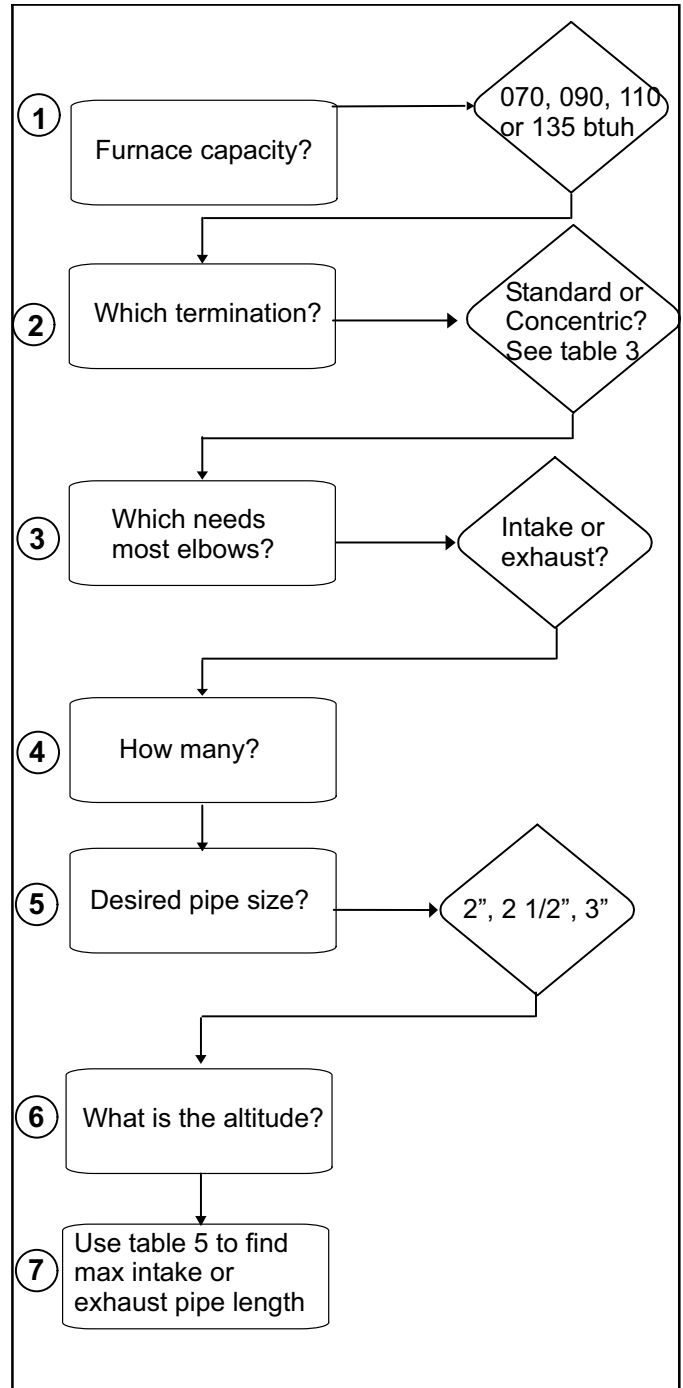 1
Furnace capacity?
070, 090, 110
or 135 btuh
2
Which termination?
Standard or
Concentric?
See table 3
3
Which needs
most elbows?
Intake or
exhaust?
4
How many?
5
Desired pipe size?
2”, 2 1/2”, 3”
6
What is the altitude?
7
Use table 5 to find
max intake or
exhaust pipe length